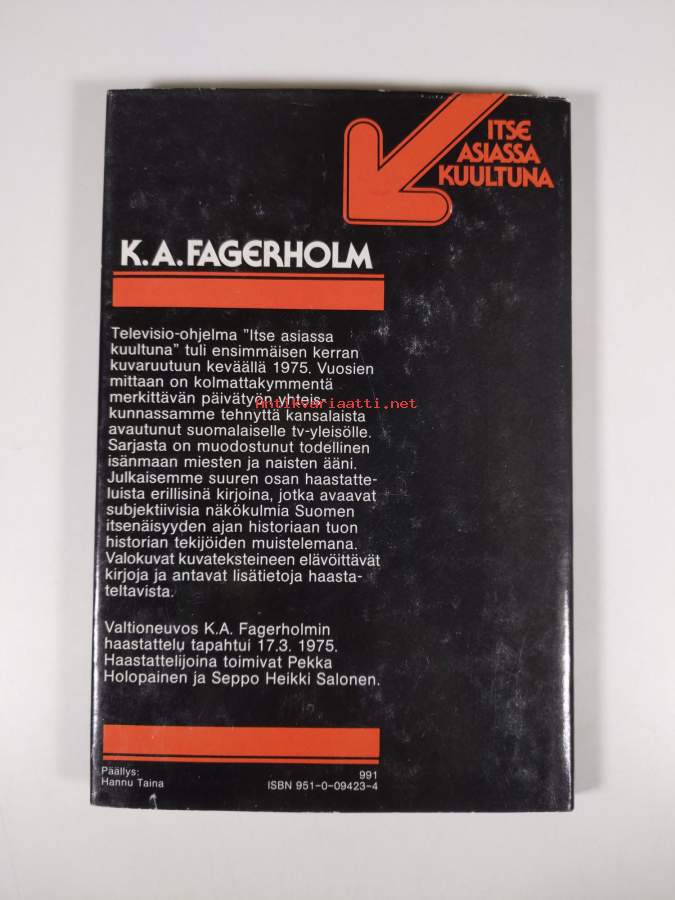 ITSE
ASIASSA
KUULTUNA
K.A.FAGERHOLM
Televisio-ohjelma "Itse asiassa
kuultuna" tuli ensimmäisen kerran
kuvaruutuun keväällä 1975. Vuosien
mittaan on kolmattakymmentä
merkittävän päivätyön yhteis-
Antikvariaatti.net
kunnassamme tehnyttä kansalaista
avautunut suomalaiselle tv-yleisölle.
Sarjasta on muodostunut todellinen
isänmaan miesten ja naisten ääni.
Julkaisemme suuren osan haastatte-
luista erillisinä kirjoina, jotka avaavat
subjektiivisia näkökulmia Suomen
itsenäisyyden ajan historiaan tuon
historian tekijöiden muistelemana.
Valokuvat kuvateksteineen elävöittävät
kirjoja ja antavat lisätietoja haasta-
teltavista.
Valtioneuvos K.A. Fagerholmin
haastattelu tapahtui 17.3. 1975.
Haastattelijoina toimivat Pekka
Holopainen ja Seppo Heikki Salonen.
Päällys:
Hannu Taina
991
ISBN 951-0-09423-4